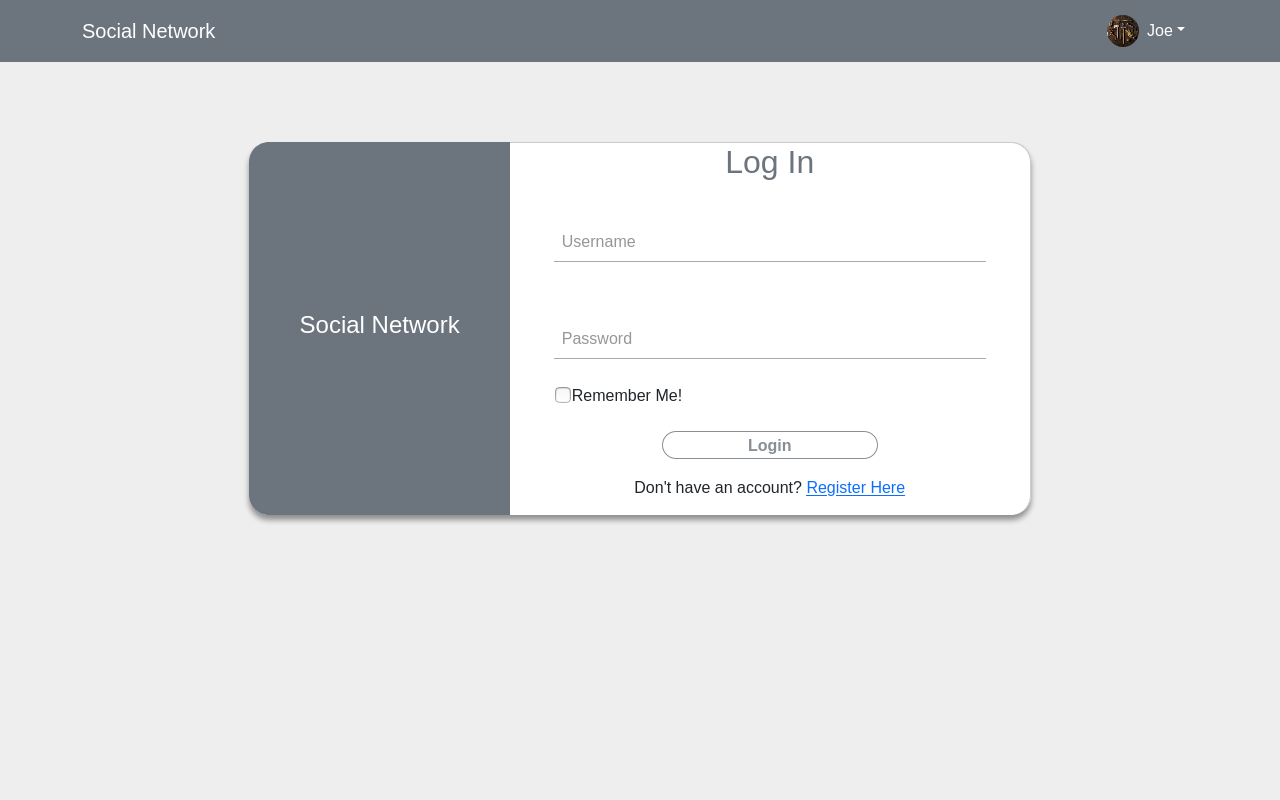 Social Network
Joe
Log In
Username
Social Network
Password
Remember Me!
Login
Don't have an account? Register Here